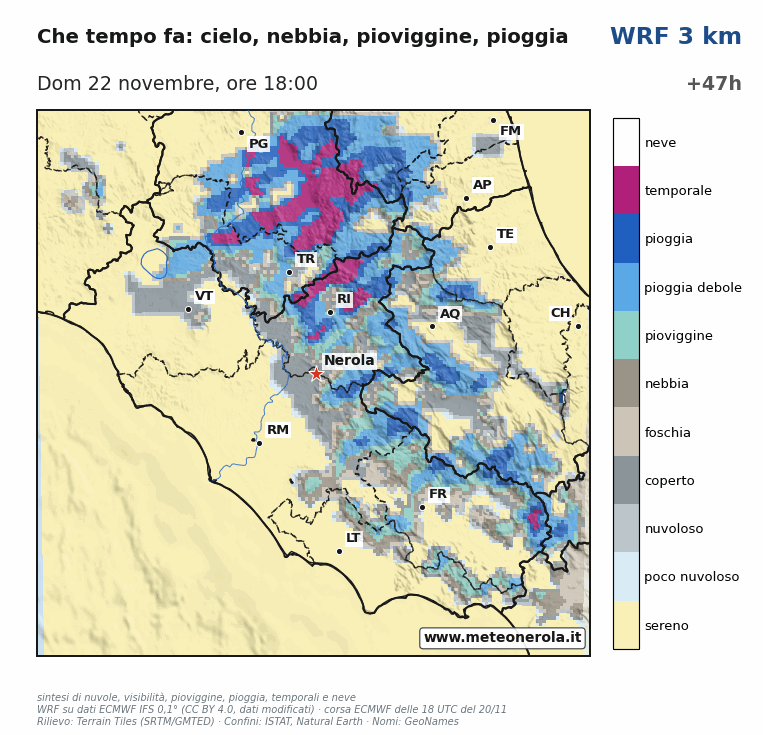 Che tempo fa: cielo, nebbia, pioviggine, pioggia
WRF 3 km
Dom 22 novembre, ore 18:00
+47h
PG
FM
AP
TE
TR
VT
RI
AQ
CH
Nerola
RM
FR
LT
www.meteonerola.it
neve
temporale
pioggia
pioggia debole
pioviggine
nebbia
foschia
coperto
nuvoloso
poco nuvoloso
sereno
sintesi di nuvole, visibilità, pioviggine, pioggia, temporali e neve
WRF su dati ECMWF IFS 0,1° (CC BY 4.0, dati modificati) · corsa ECMWF delle 18 UTC del 20/11
Rilievo: Terrain Tiles (SRTM/GMTED) · Confini: ISTAT, Natural Earth · Nomi: GeoNames